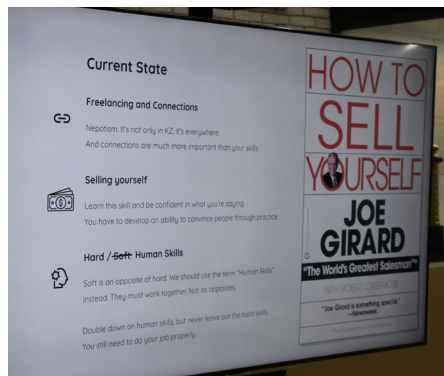 Current State
Freelancing and Connections
Nepotism. It's not only in KZ, it's everywhere.
And connections are much more important than your skills.
Selling yourself
Learn this skill and be confident in what you're saying.
You have to develop an ability to convince people through practice.
Hard / Soft Human Skills
Soft is an opposite of hard. We should use the term "Human Skills"
instead. They must work together. Not as opposites.
Double down on human skills, but never leave out the hard skills.
You still need to do your job properly.
HOW TO
SELL
YOURSELF
JOE
GIRARD
"The World's Greatest Salesman"
WITH ROBERT CASEMORE
"Joe Girard is something special."
—Newsweek